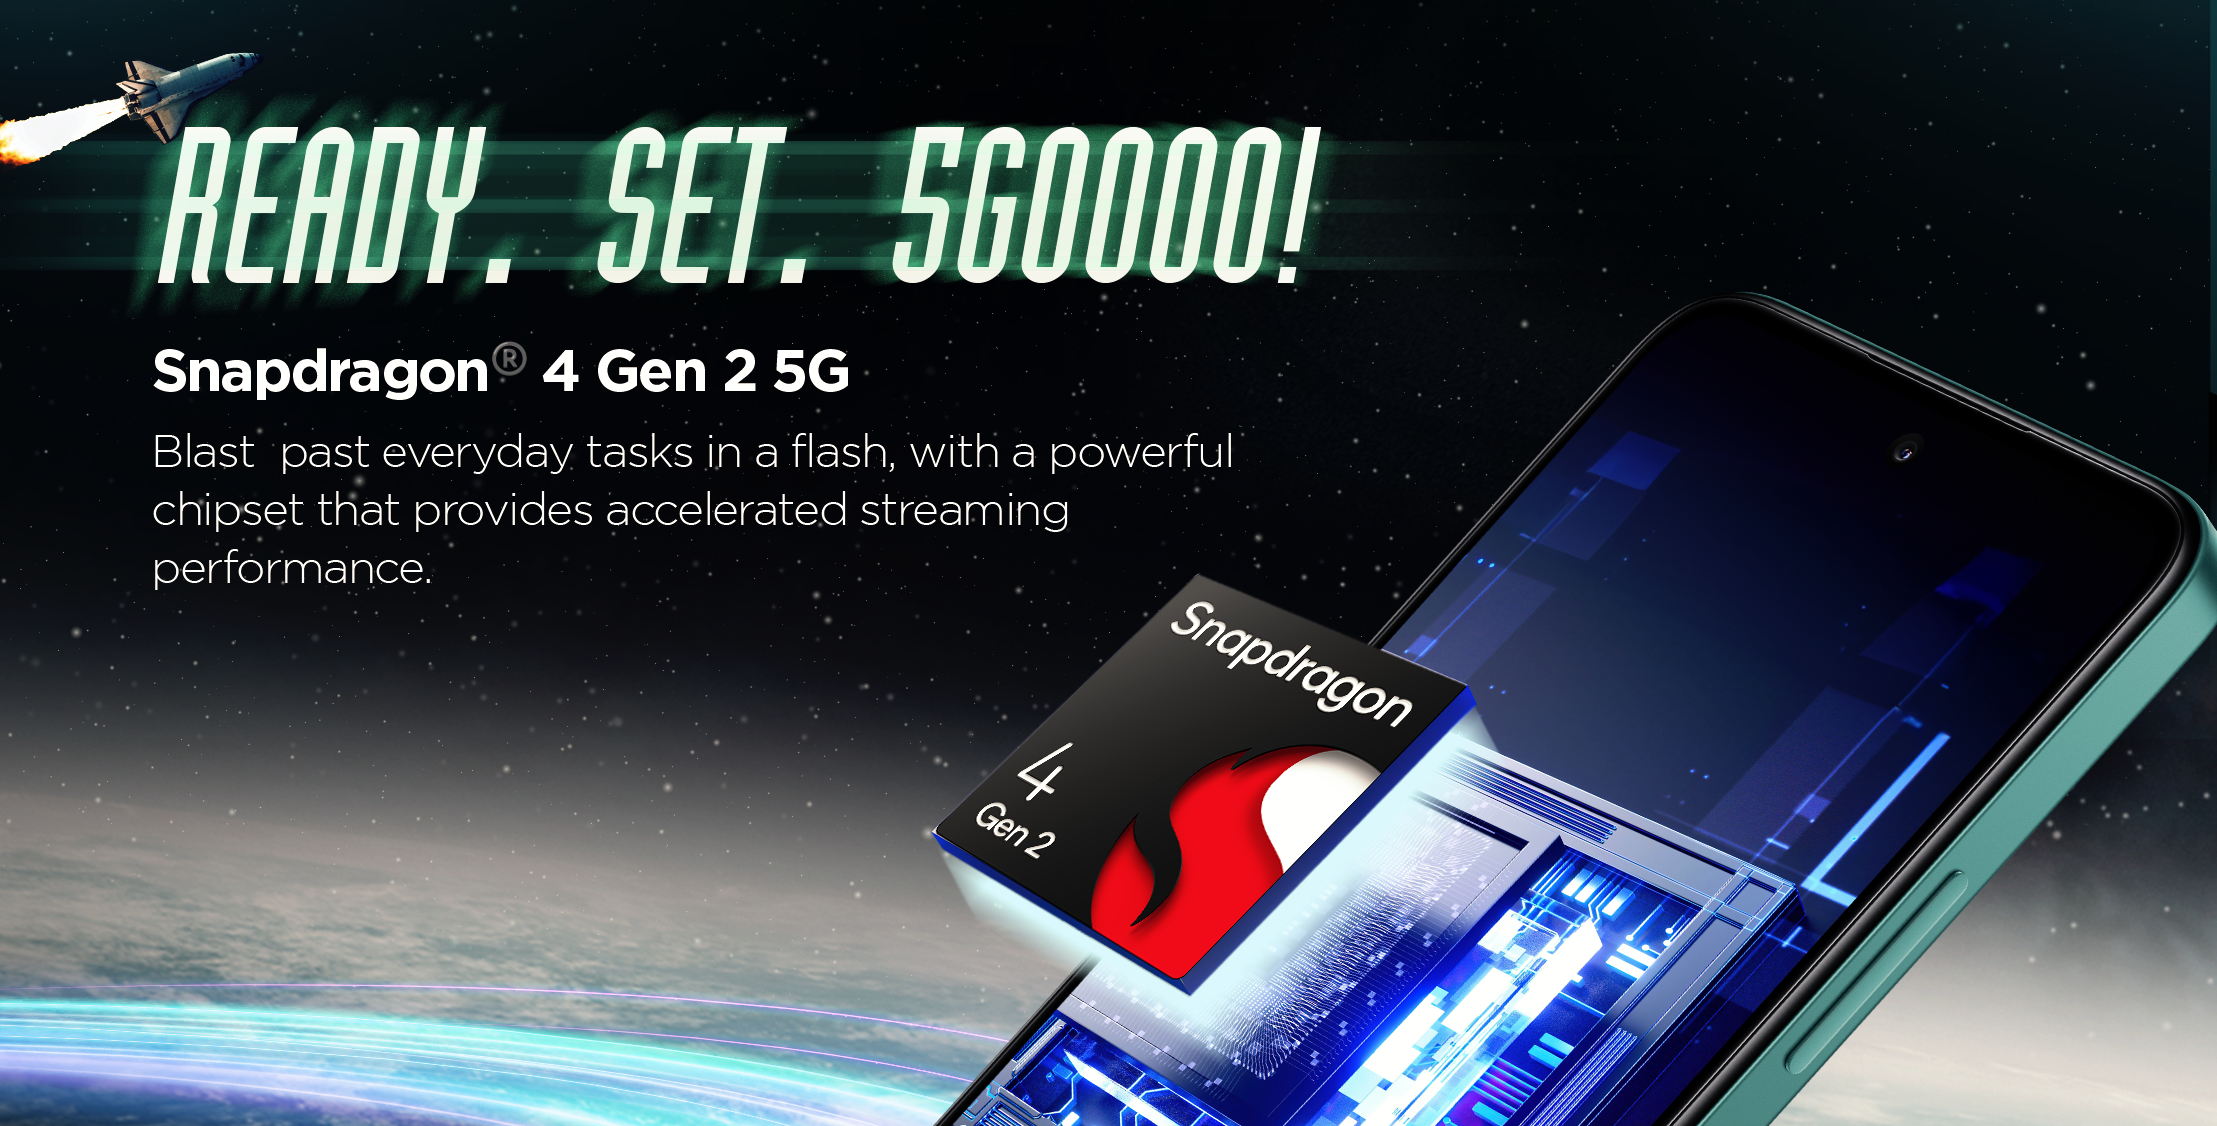 READY. SET. 5GOOOO!
Snapdragon® 4 Gen 2 5G
Blast  past everyday tasks in a flash, with a powerful
chipset that provides accelerated streaming
performance.
Snapdragon
4
Gen 2